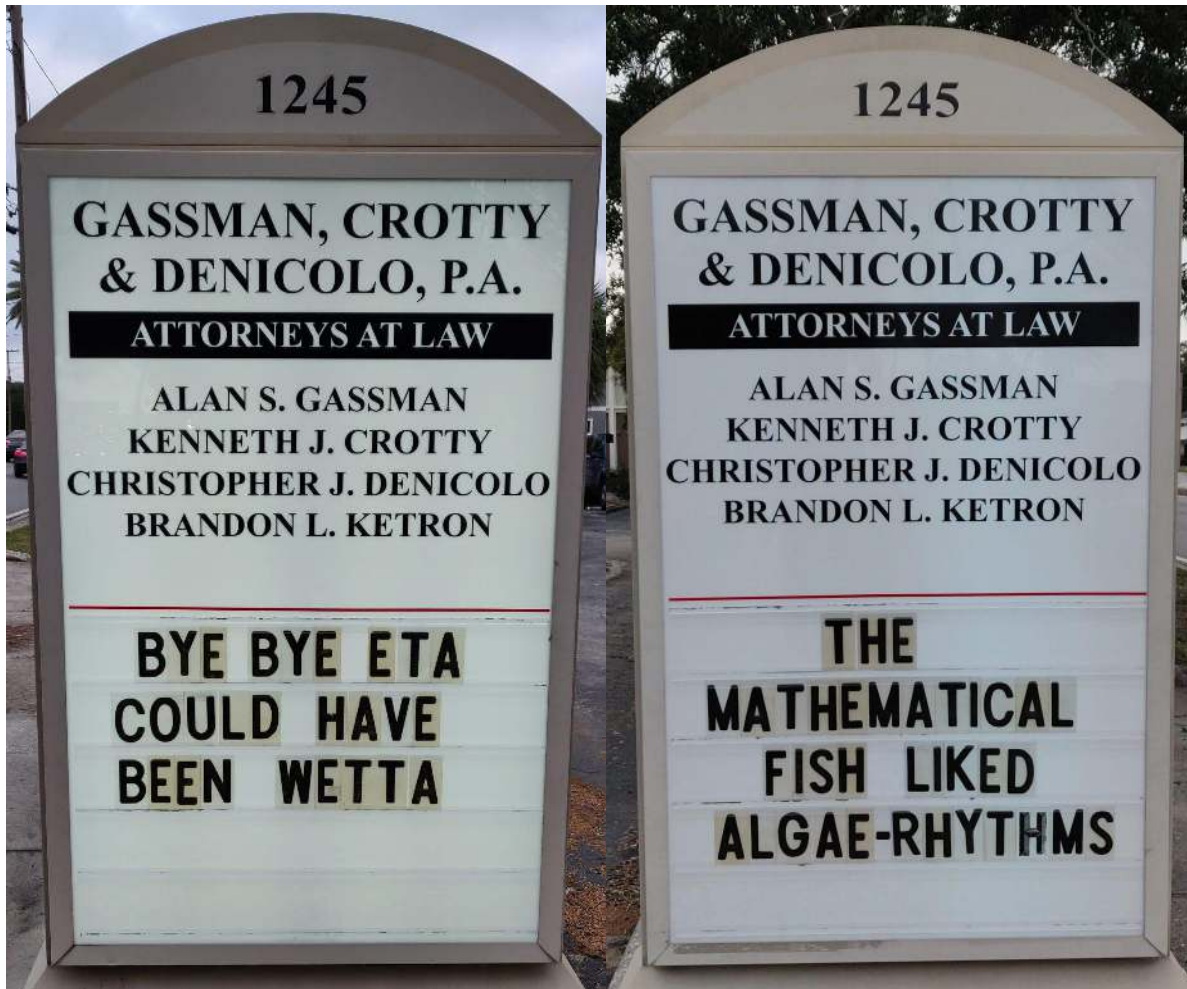 1245
GASSMAN, CROTTY
& DENICOLO, P.A.
ATTORNEYS AT LAW
ALAN S. GASSMAN
KENNETH J. CROTTY
CHRISTOPHER J. DENICOLO
BRANDON L. KETRON
BYE BYE ETA
COULD HAVE
BEEN WETTA
1245
GASSMAN, CROTTY
& DENICOLO, P.A.
ATTORNEYS AT LAW
ALAN S. GASSMAN
KENNETH J. CROTTY
CHRISTOPHER J. DENICOLO
BRANDON L. KETRON
THE
MATHEMATICAL
FISH LIKED
ALGAE-RHYTHMS